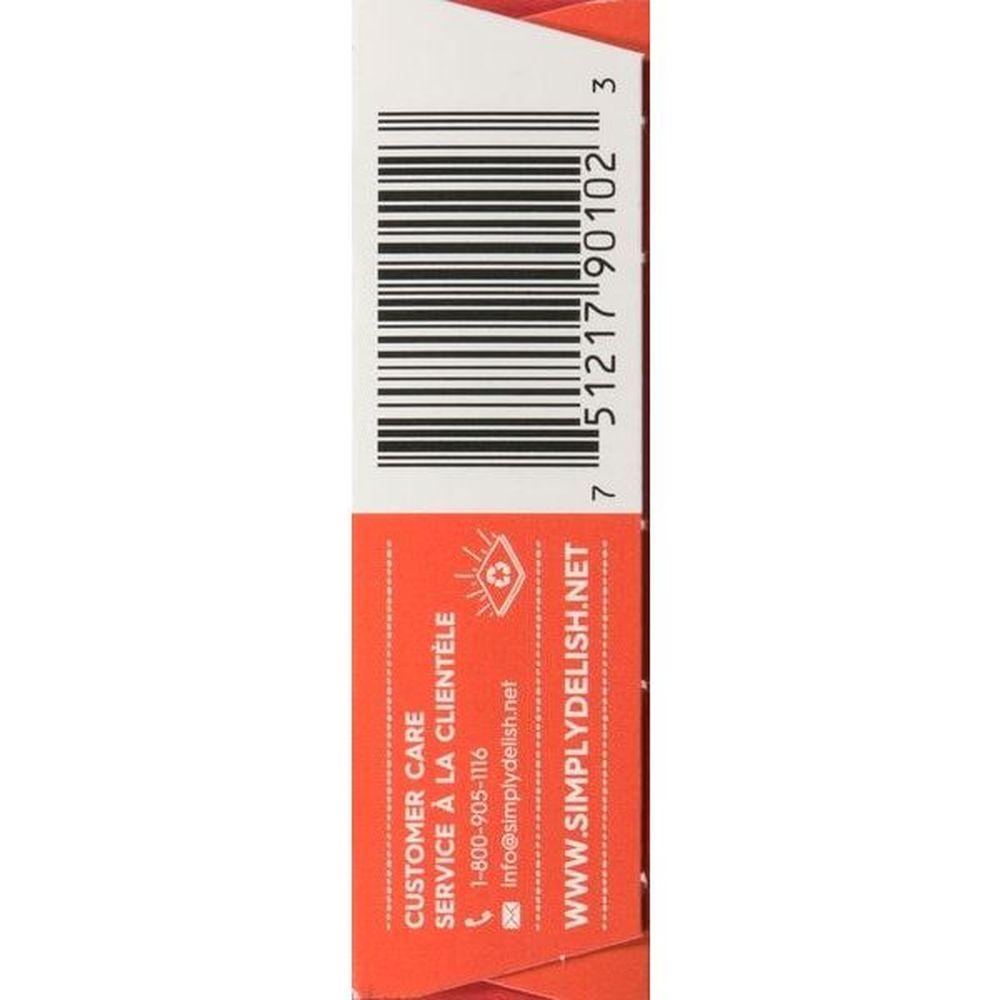 CUSTOMER CARE
SERVICE À LA CLIENTÈLE
1-800-905-1116
info@simplydelish.net
WWW.SIMPLYDELISH.NET
7 51217 90102 3